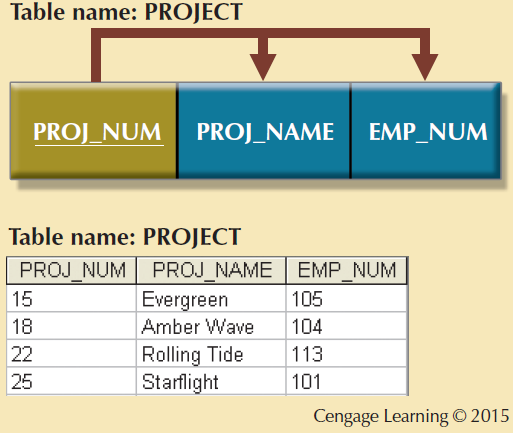 Table name: PROJECT
PROJ_NUM PROJ_NAME EMP_NUM
Table name: PROJECT
PROJ_NUM PROJ_NAME EMP_NUM
15 Evergreen 105
18 Amber Wave 104
22 Rolling Tide 113
25 Starflight 101
Cengage Learning © 2015